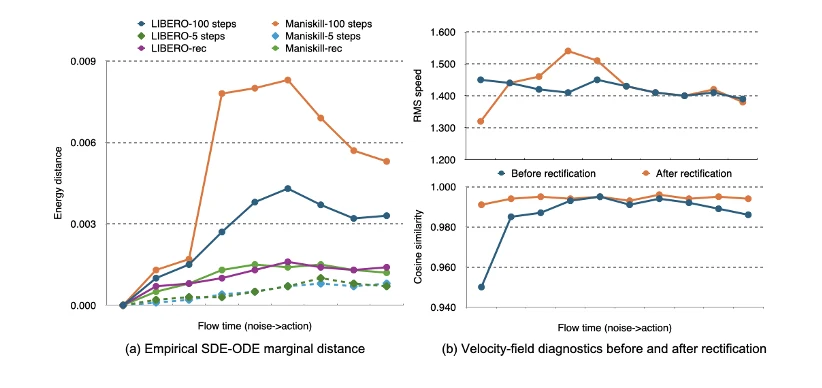 LIBERO-100 steps
Maniskill-100 steps
LIBERO-5 steps
Maniskill-5 steps
LIBERO-rec
Maniskill-rec
0.009
0.006
0.003
0.000
Energy distance
Flow time (noise->action)
(a) Empirical SDE-ODE marginal distance
1.600
1.500
1.400
1.300
1.200
RMS speed
Before rectification
After rectification
1.000
0.980
0.960
0.940
Cosine similarity
Flow time (noise->action)
(b) Velocity-field diagnostics before and after rectification